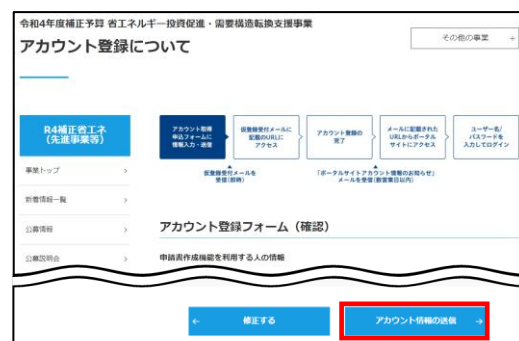 令和4年度補正予算 省エネルギー投資促進・需要構造転換支援事業
アカウント登録について
その他の事業 +
R4補正省エネ
(先進事業等)
事業トップ >
新着情報一覧 >
公募情報 >
公募説明会 >
アカウント取得
申込フォームに
情報入力・送信
仮登録受付メールに
記載のURLに
アクセス
アカウント登録の
完了
メールに記載された
URLからポータル
サイトにアクセス
ユーザー名/
パスワードを
入力してログイン
仮登録受付メールを
受信(即時)
「ポータルサイトアカウント情報のお知らせ」
メールを受信(数営業日以内)
アカウント登録フォーム(確認)
申請書作成機能を利用する人の情報
← 修正する
アカウント情報の送信 →